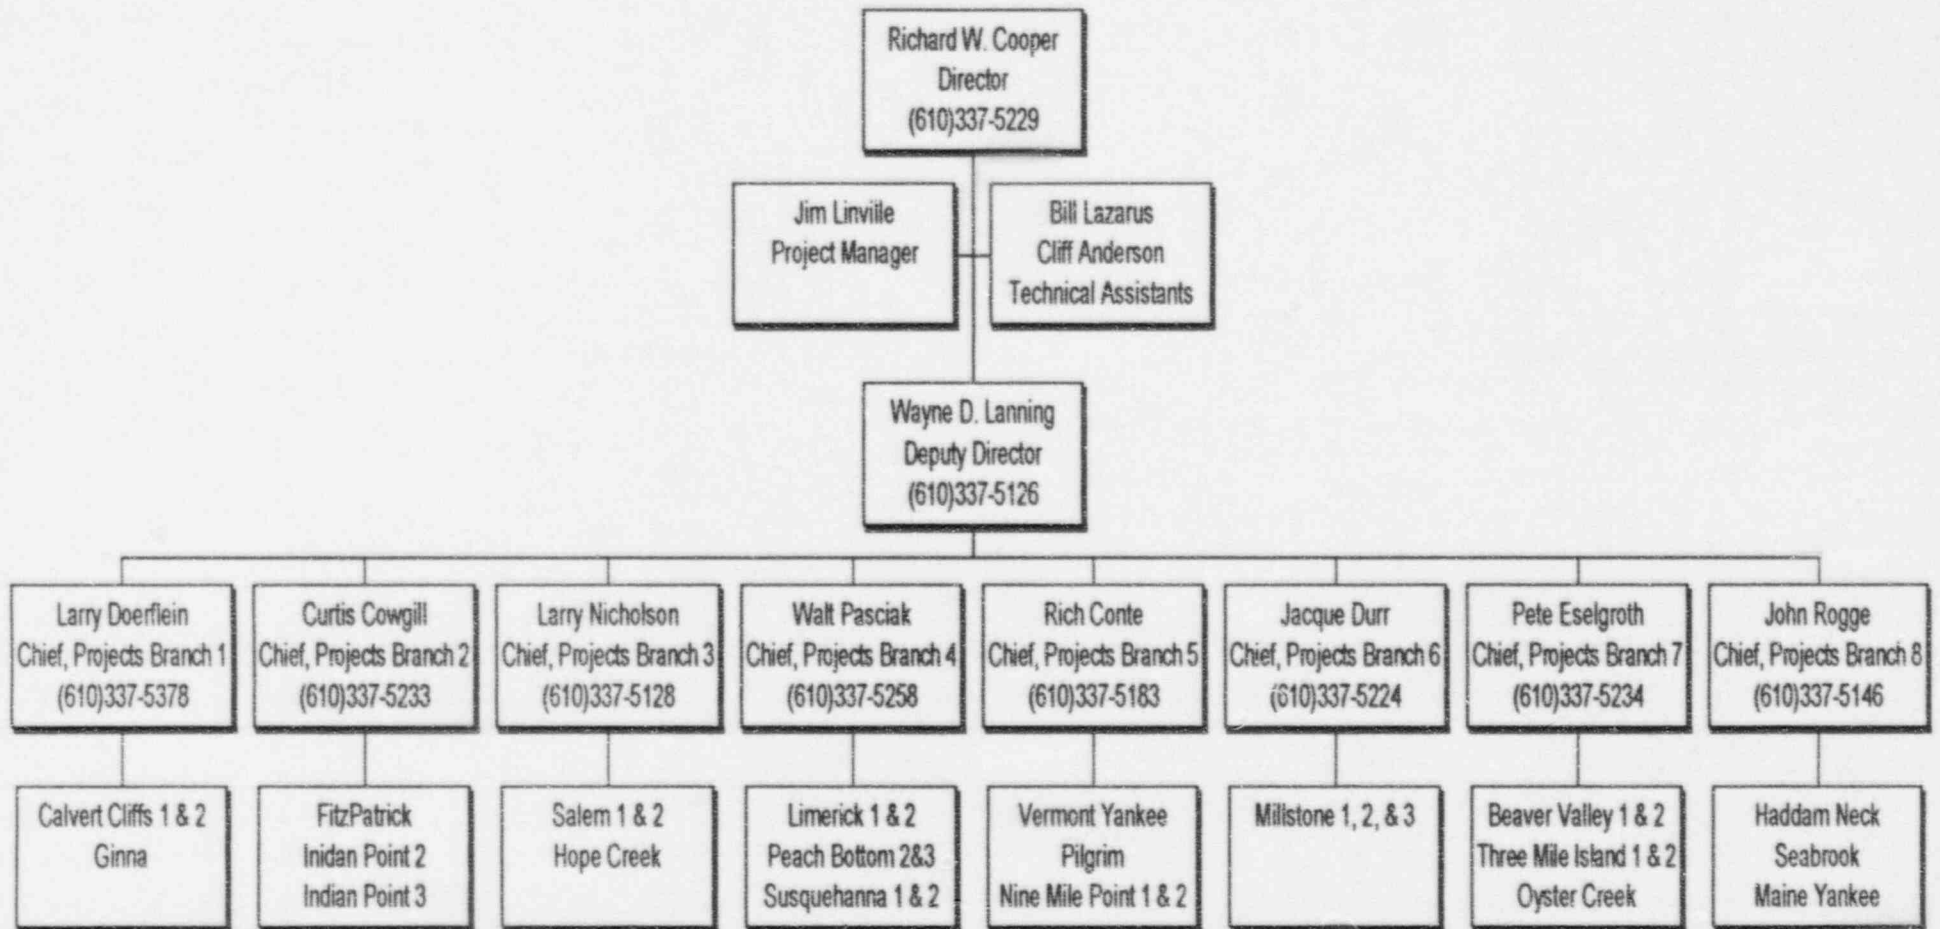 Richard W. Cooper
Director
(610)337-5229
Jim Linville
Project Manager
Bill Lazarus
Cliff Anderson
Technical Assistants
Wayne D. Lanning
Deputy Director
(610)337-5126
Larry Doerflein
Chief, Projects Branch 1
(610)337-5378
Curtis Cowgill
Chief, Projects Branch 2
(610)337-5233
Larry Nicholson
Chief, Projects Branch 3
(610)337-5128
Walt Pasciak
Chief, Projects Branch 4
(610)337-5258
Rich Conte
Chief, Projects Branch 5
(610)337-5183
Jacque Durr
Chief, Projects Branch 6
(610)337-5224
Pete Eselgroth
Chief, Projects Branch 7
(610)337-5234
John Rogge
Chief, Projects Branch 8
(610)337-5146
Calvert Cliffs 1 & 2
Ginna
FitzPatrick
Inidan Point 2
Indian Point 3
Salem 1 & 2
Hope Creek
Limerick 1 & 2
Peach Bottom 2&3
Susquehanna 1 & 2
Vermont Yankee
Pilgrim
Nine Mile Point 1 & 2
Millstone 1, 2, & 3
Beaver Valley 1 & 2
Three Mile Island 1 & 2
Oyster Creek
Haddam Neck
Seabrook
Maine Yankee